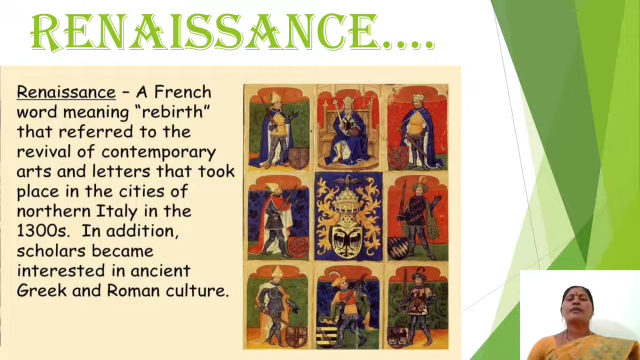 RENAISSANCE....
Renaissance – A French
word meaning “rebirth”
that referred to the
revival of contemporary
arts and letters that took
place in the cities of
northern Italy in the
1300s. In addition,
scholars became
interested in ancient
Greek and Roman culture.